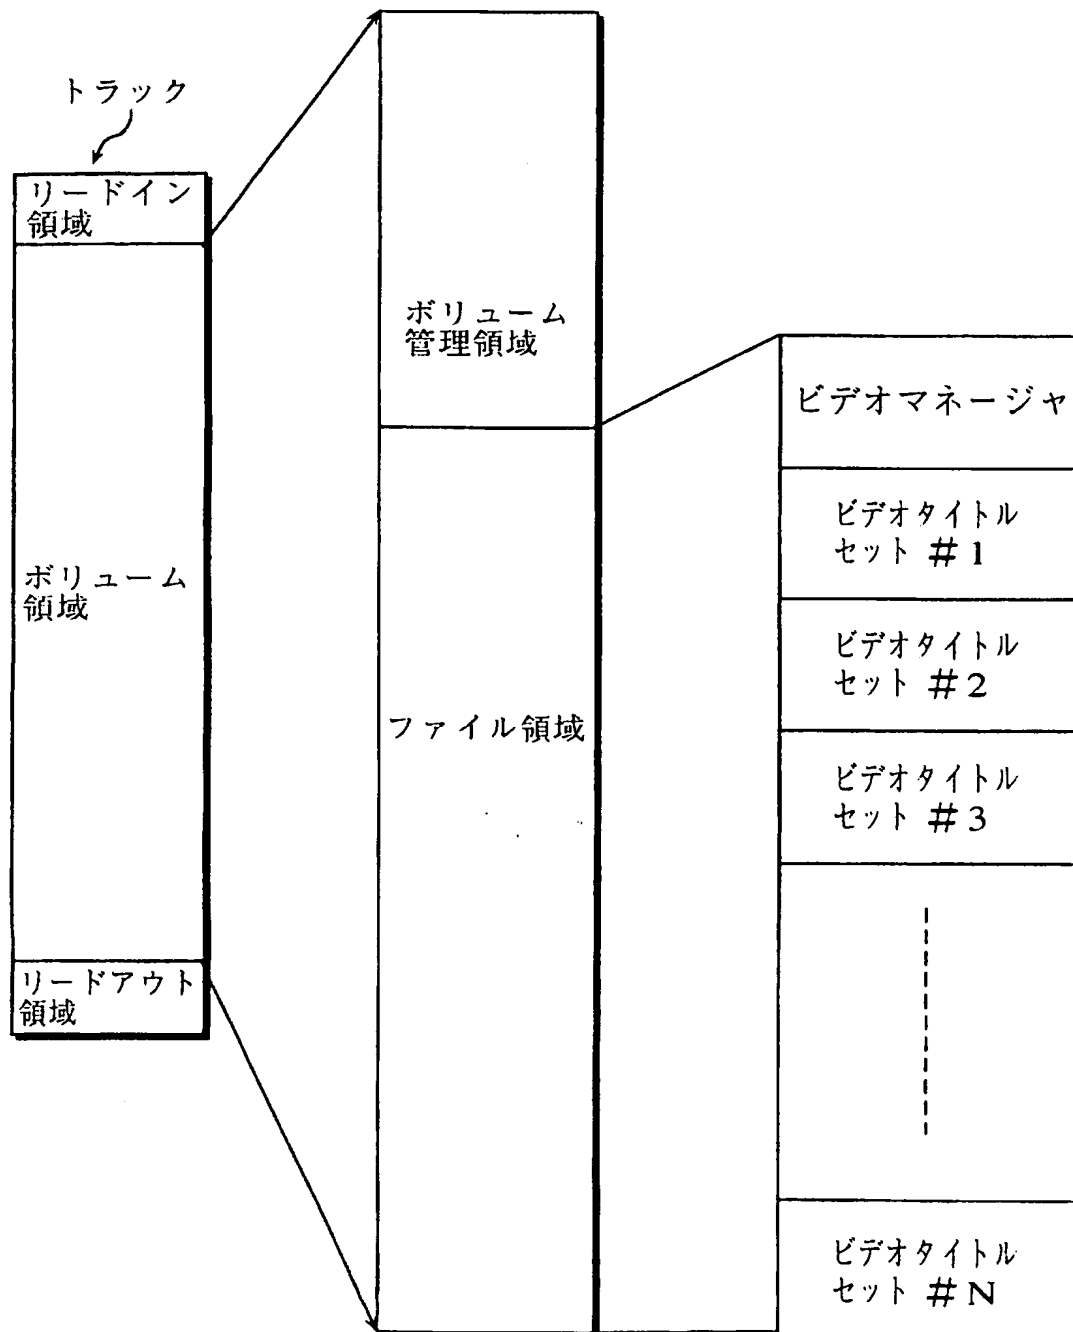 トラック
リードイン
領域
ボリューム
領域
リードアウト
領域
ボリューム
管理領域
ファイル領域
ビデオマネージャ
ビデオタイトル
セット #1
ビデオタイトル
セット #2
ビデオタイトル
セット #3
ビデオタイトル
セット #N